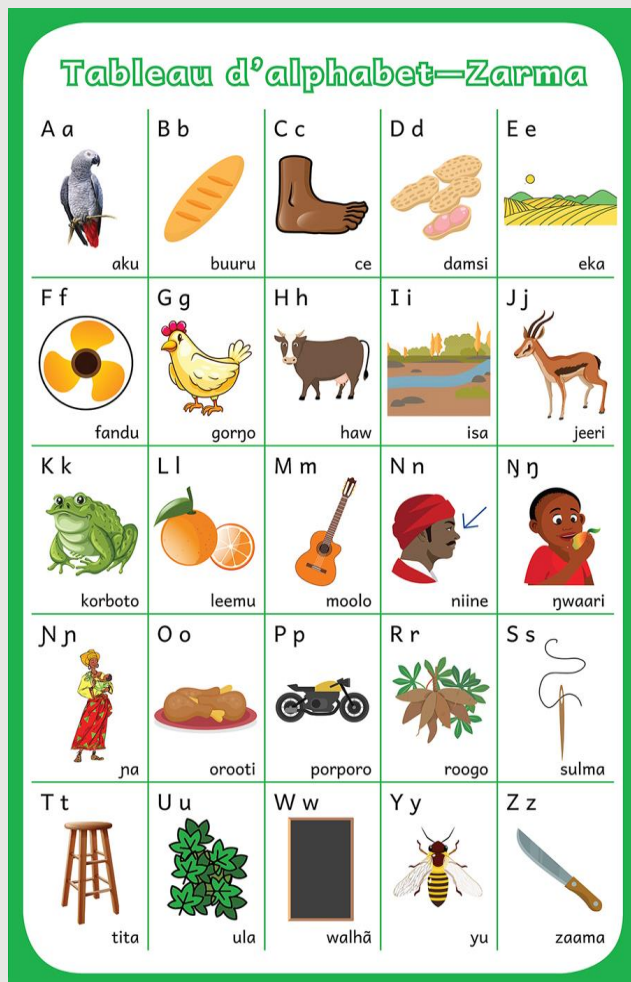 Tableau d'alphabet—Zarma
A a
aku
B b
buuru
C c
ce
D d
damsi
E e
eka
F f
fandu
G g
gorŋo
H h
haw
I i
isa
J j
jeeri
K k
korboto
L l
leemu
M m
moolo
N n
niine
Ŋ ŋ
ŋwaari
Ɲ ɲ
ɲa
O o
orooti
P p
porporo
R r
roogo
S s
sulma
T t
tita
U u
ula
W w
walhã
Y y
yu
Z z
zaama